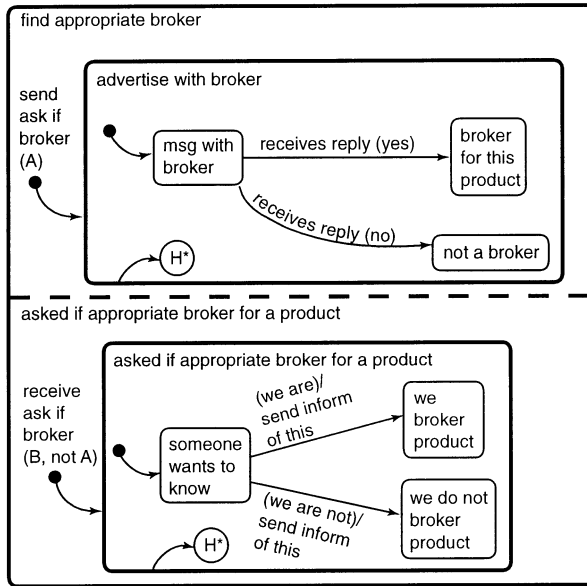 find appropriate broker
advertise with broker
send
ask if
broker
(A)
msg with
broker
receives reply (yes)
broker
for this
product
receives reply (no)
not a broker
H*
asked if appropriate broker for a product
asked if appropriate broker for a product
receive
ask if
broker
(B, not A)
someone
wants to
know
(we are)/
send inform
of this
we
broker
product
(we are not)/
send inform
of this
we do not
broker
product
H*